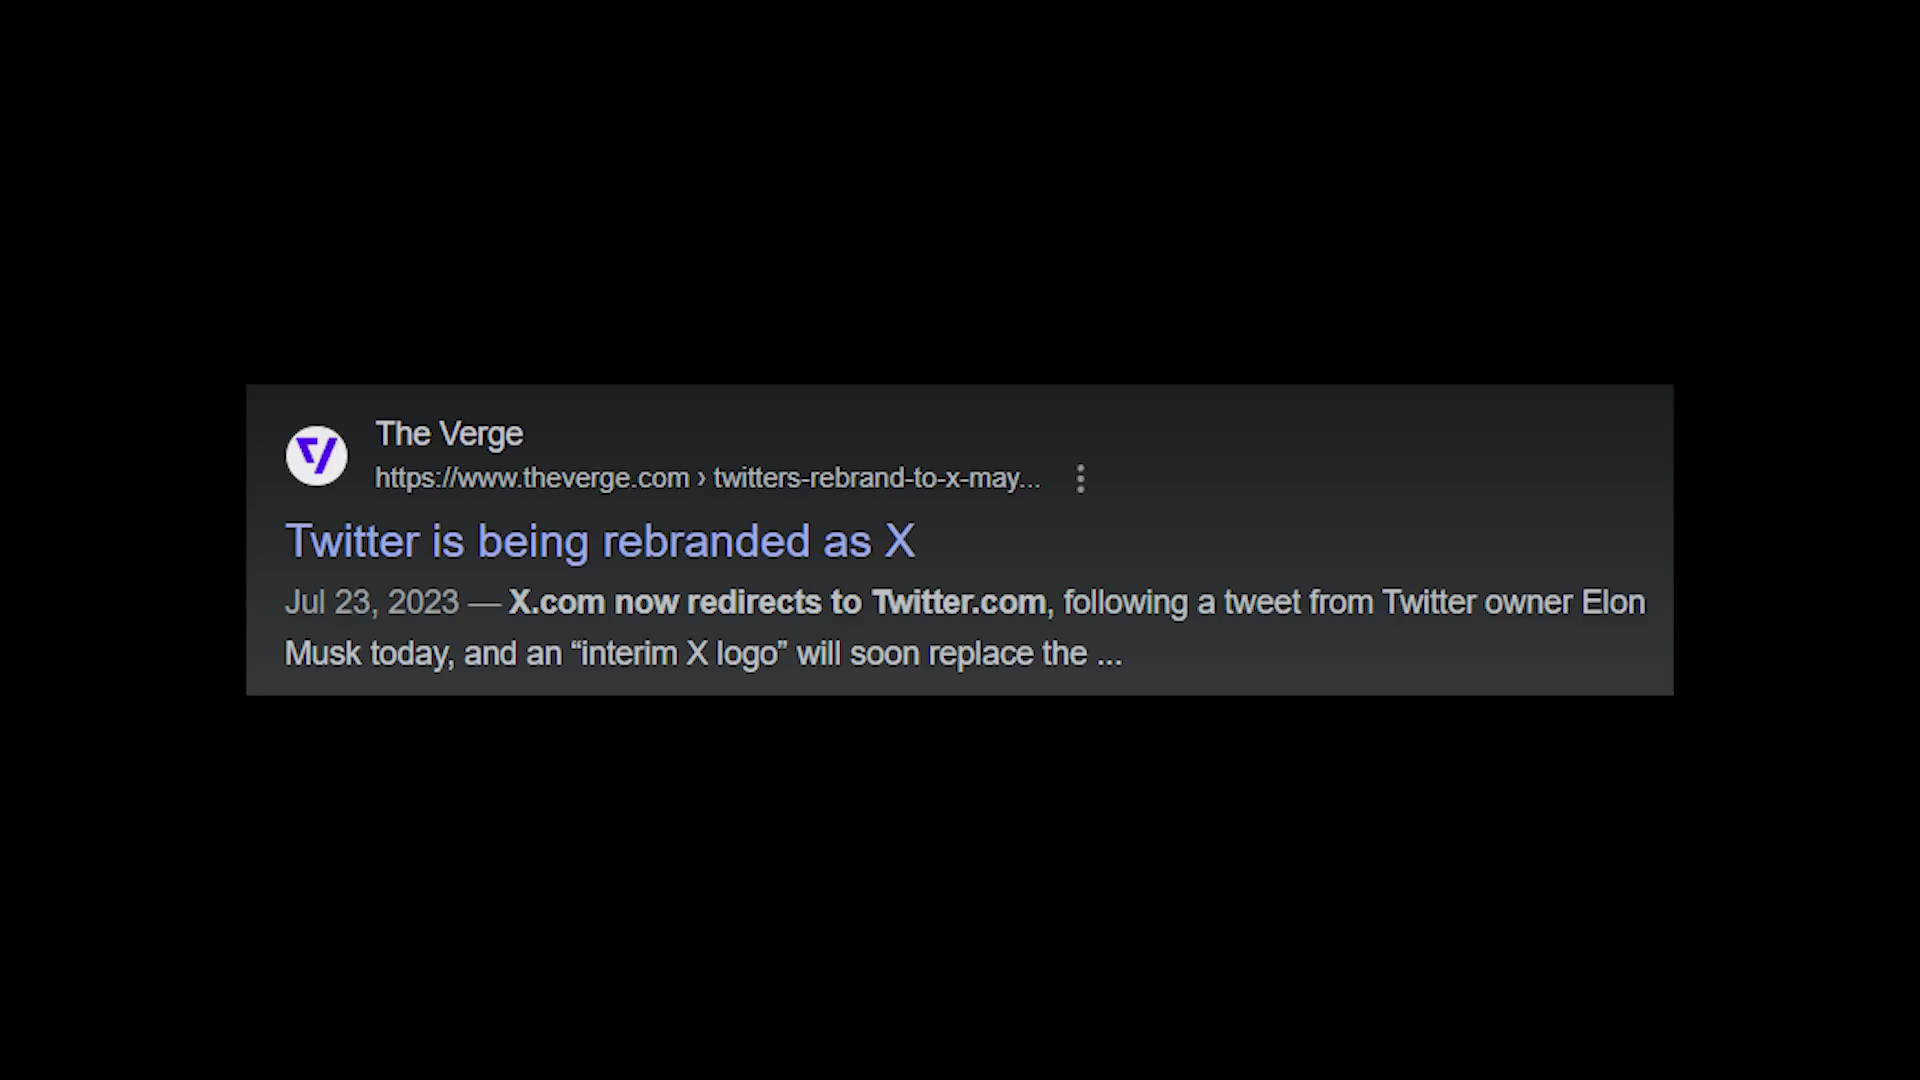 The Verge
https://www.theverge.com › twitters-rebrand-to-x-may...
Twitter is being rebranded as X
Jul 23, 2023 — X.com now redirects to Twitter.com, following a tweet from Twitter owner Elon
Musk today, and an “interim X logo” will soon replace the ...